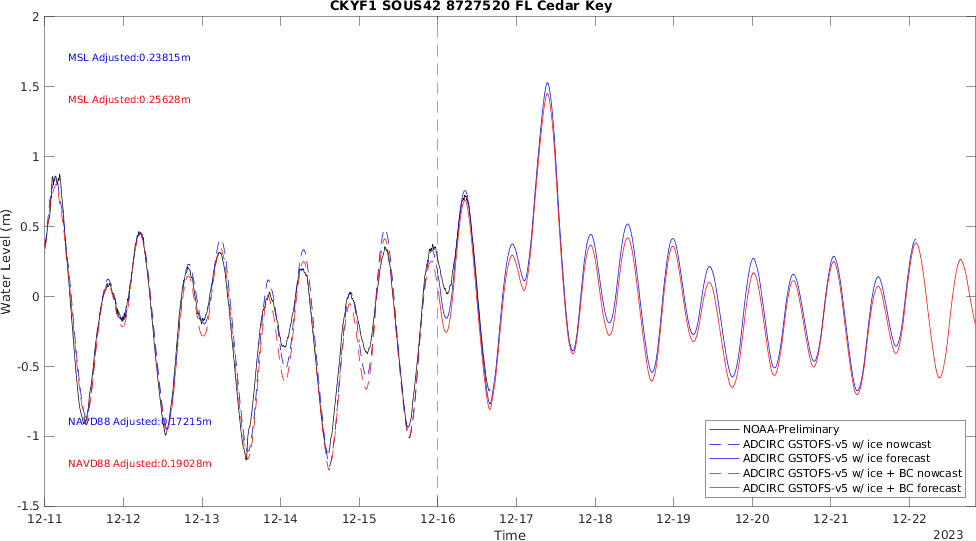 CKYF1 SOUS42 8727520 FL Cedar Key
2
1.5
1
0.5
0
-0.5
-1
-1.5
Water Level (m)
MSL Adjusted:0.23815m
MSL Adjusted:0.25628m
NAVD88 Adjusted:0.17215m
NAVD88 Adjusted:0.19028m
NOAA-Preliminary
ADCIRC GSTOFS-v5 w/ ice nowcast
ADCIRC GSTOFS-v5 w/ ice forecast
ADCIRC GSTOFS-v5 w/ ice + BC nowcast
ADCIRC GSTOFS-v5 w/ ice + BC forecast
12-11 12-12 12-13 12-14 12-15 12-16 12-17 12-18 12-19 12-20 12-21 12-22
Time
2023